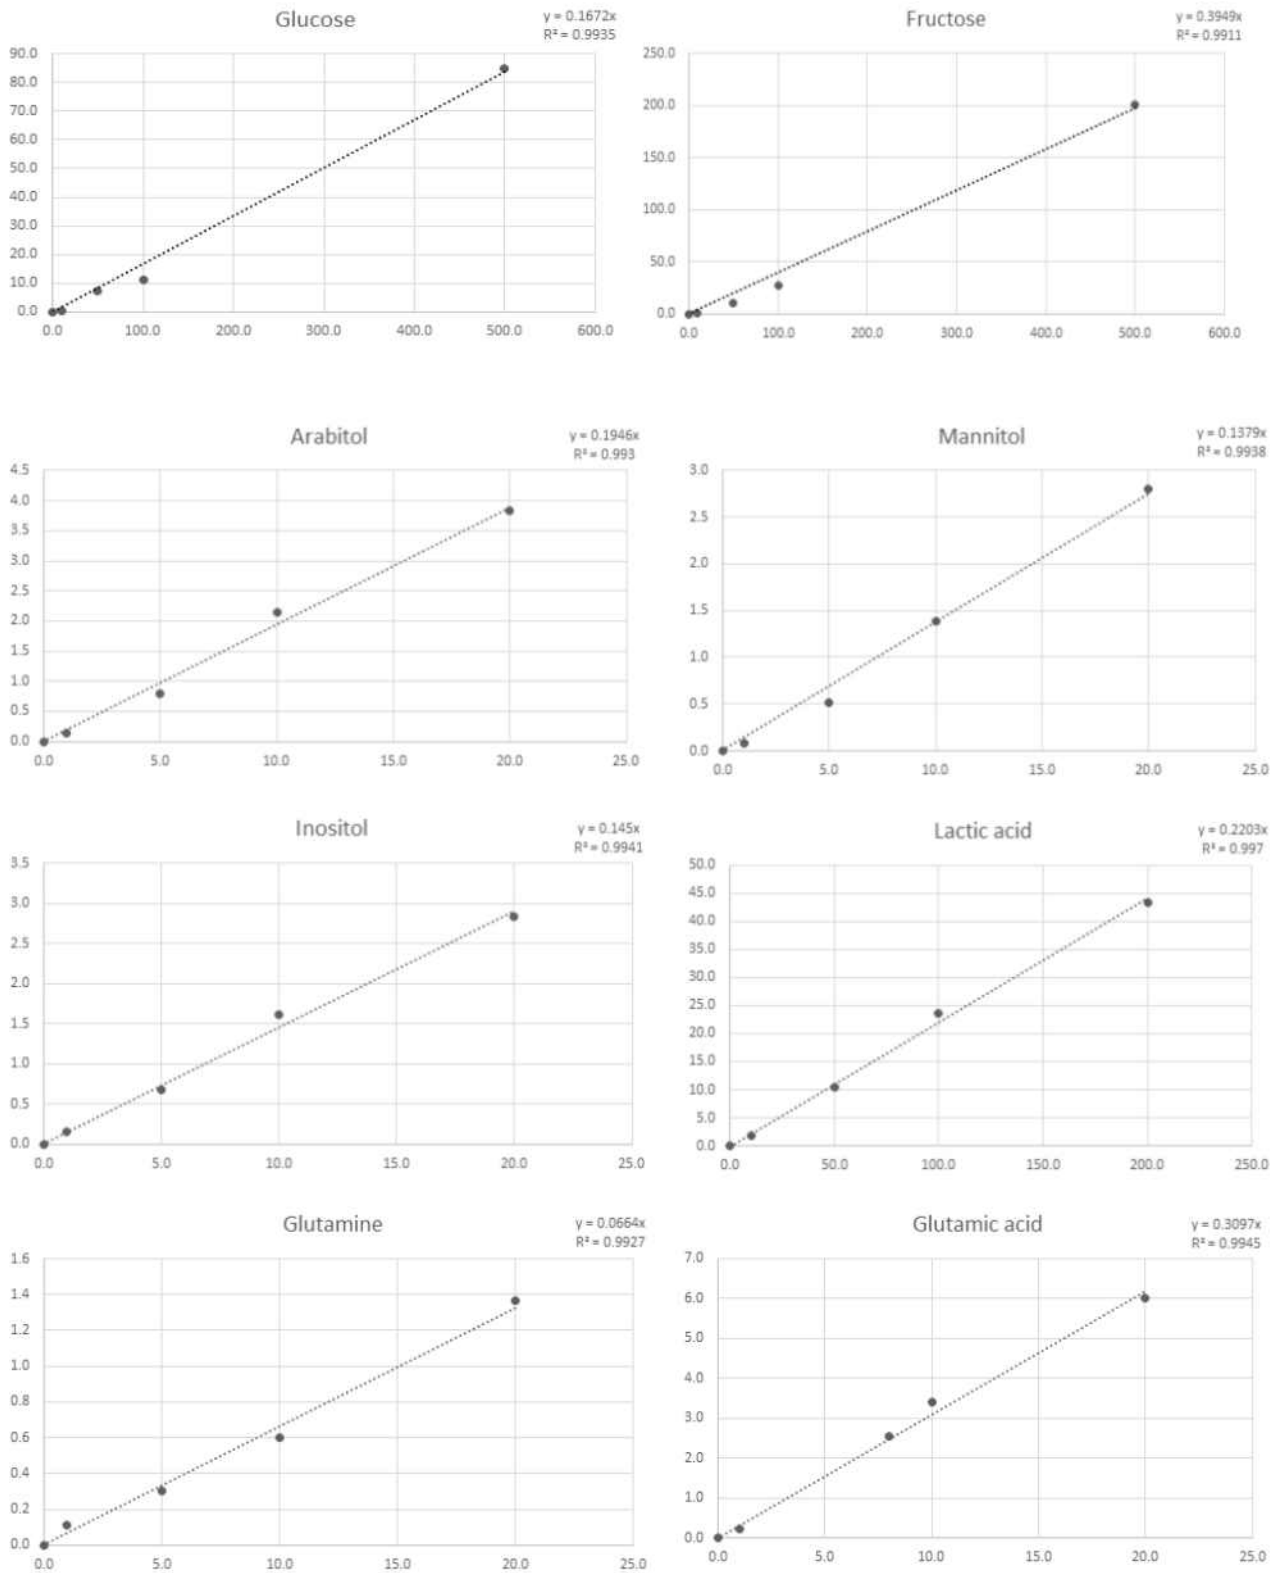 Glucose
y = 0.1672x
R² = 0.9935
90.0
80.0
70.0
60.0
50.0
40.0
30.0
20.0
10.0
0.0
0.0 100.0 200.0 300.0 400.0 500.0 600.0
Fructose
y = 0.3949x
R² = 0.9911
250.0
200.0
150.0
100.0
50.0
0.0
0.0 100.0 200.0 300.0 400.0 500.0 600.0
Arabitol
y = 0.1946x
R² = 0.993
4.5
4.0
3.5
3.0
2.5
2.0
1.5
1.0
0.5
0.0
0.0 5.0 10.0 15.0 20.0 25.0
Mannitol
y = 0.1379x
R² = 0.9938
3.0
2.5
2.0
1.5
1.0
0.5
0.0
0.0 5.0 10.0 15.0 20.0 25.0
Inositol
y = 0.145x
R² = 0.9941
3.5
3.0
2.5
2.0
1.5
1.0
0.5
0.0
0.0 5.0 10.0 15.0 20.0 25.0
Lactic acid
y = 0.2203x
R² = 0.997
50.0
45.0
40.0
35.0
30.0
25.0
20.0
15.0
10.0
5.0
0.0
0.0 50.0 100.0 150.0 200.0 250.0
Glutamine
y = 0.0664x
R² = 0.9927
1.6
1.4
1.2
1.0
0.8
0.6
0.4
0.2
0.0
0.0 5.0 10.0 15.0 20.0 25.0
Glutamic acid
y = 0.3097x
R² = 0.9945
7.0
6.0
5.0
4.0
3.0
2.0
1.0
0.0
0.0 5.0 10.0 15.0 20.0 25.0